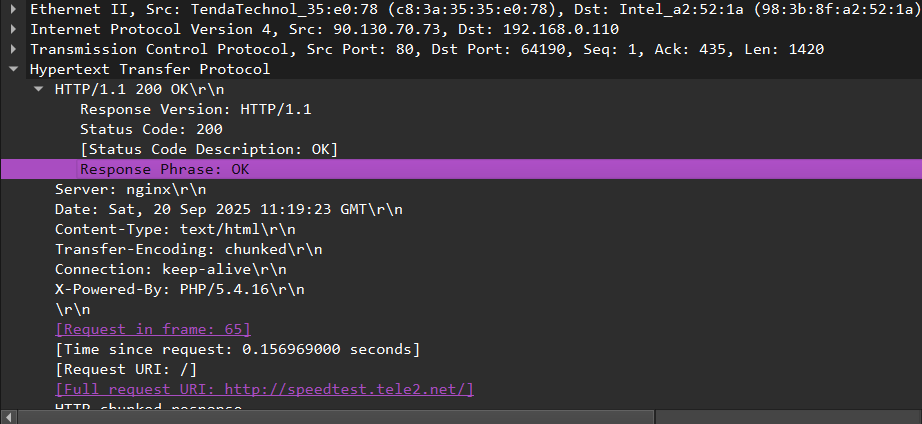 Ethernet II, Src: TendaTechnol_35:e0:78 (c8:3a:35:35:e0:78), Dst: Intel_a2:52:1a (98:3b:8f:a2:52:1a)
Internet Protocol Version 4, Src: 90.130.70.73, Dst: 192.168.0.110
Transmission Control Protocol, Src Port: 80, Dst Port: 64190, Seq: 1, Ack: 435, Len: 1420
Hypertext Transfer Protocol
HTTP/1.1 200 OK\r\n
Response Version: HTTP/1.1
Status Code: 200
[Status Code Description: OK]
Response Phrase: OK
Server: nginx\r\n
Date: Sat, 20 Sep 2025 11:19:23 GMT\r\n
Content-Type: text/html\r\n
Transfer-Encoding: chunked\r\n
Connection: keep-alive\r\n
X-Powered-By: PHP/5.4.16\r\n
\r\n
[Request in frame: 65]
[Time since request: 0.156969000 seconds]
[Request URI: /]
[Full request URI: http://speedtest.tele2.net/]
HTTP chunked response